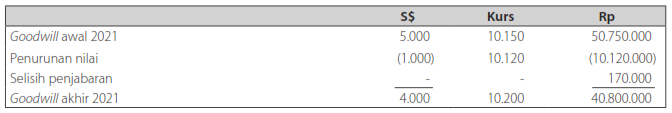 S$ Kurs Rp
Goodwill awal 2021 5.000 10.150 50.750.000
Penurunan nilai (1.000) 10.120 (10.120.000)
Selisih penjabaran - - 170.000
Goodwill akhir 2021 4.000 10.200 40.800.000